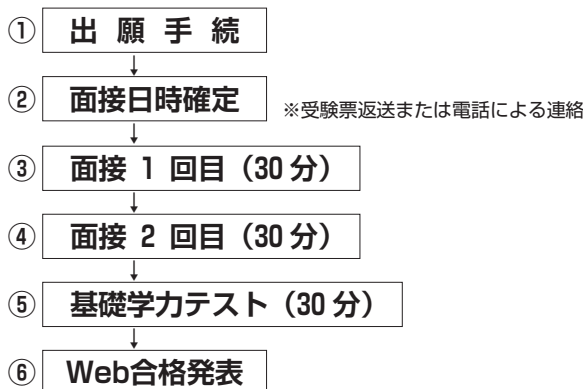 ① 出 願 手 続
② 面接日時確定 ※受験票返送または電話による連絡
③ 面接 1 回目（30 分）
④ 面接 2 回目（30 分）
⑤ 基礎学力テスト（30 分）
⑥ Web合格発表